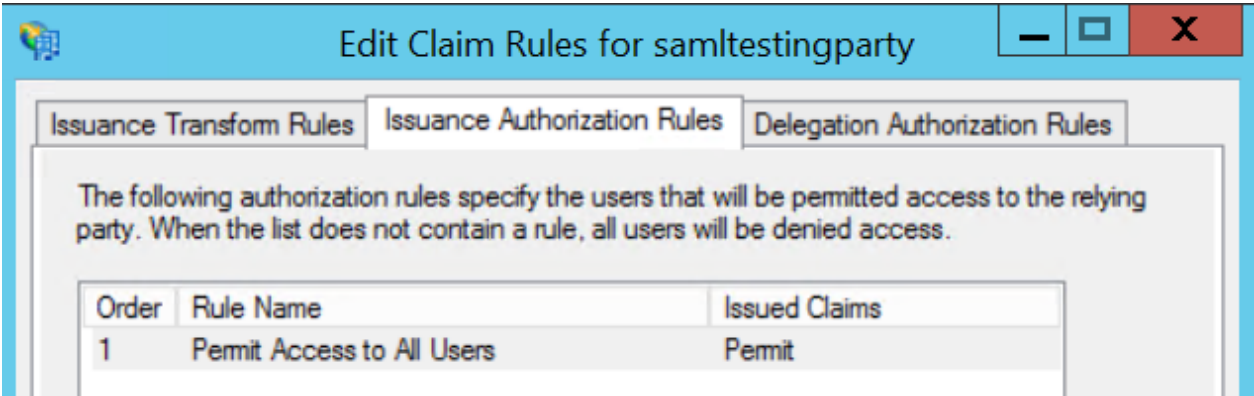 Edit Claim Rules for samltestingparty
Issuance Transform Rules Issuance Authorization Rules Delegation Authorization Rules
The following authorization rules specify the users that will be permitted access to the relying
party. When the list does not contain a rule, all users will be denied access.
Order Rule Name Issued Claims
1 Permit Access to All Users Permit